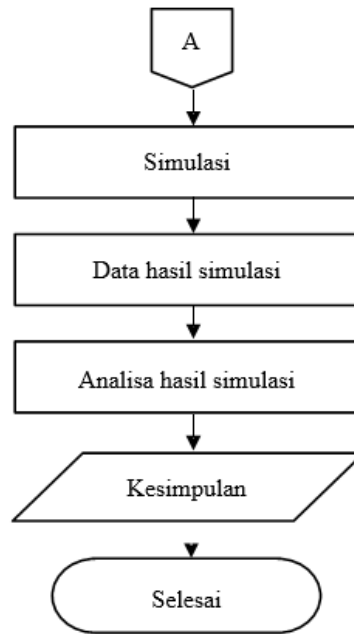 A
Simulasi
Data hasil simulasi
Analisa hasil simulasi
Kesimpulan
Selesai